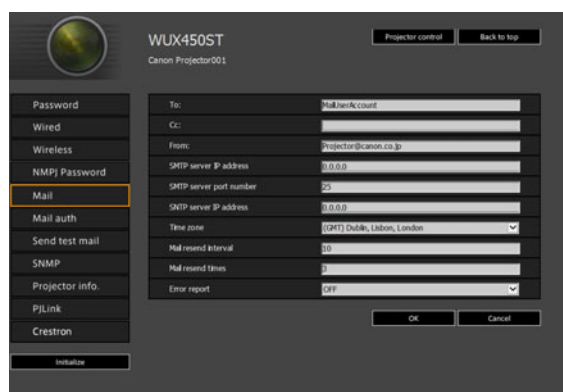 WUX450ST
Canon Projector001
Projector control
Back to top
Password
Wired
Wireless
NMPJ Password
Mail
Mail auth
Send test mail
SNMP
Projector info.
PJLink
Crestron
Initialize
To: MailUserAccount
Cc:
From: Projector@canon.co.jp
SMTP server IP address 0.0.0.0
SMTP server port number 25
SNTP server IP address 0.0.0.0
Time zone (GMT) Dublin, Lisbon, London
Mail resend interval 10
Mail resend times 3
Error report OFF
OK Cancel